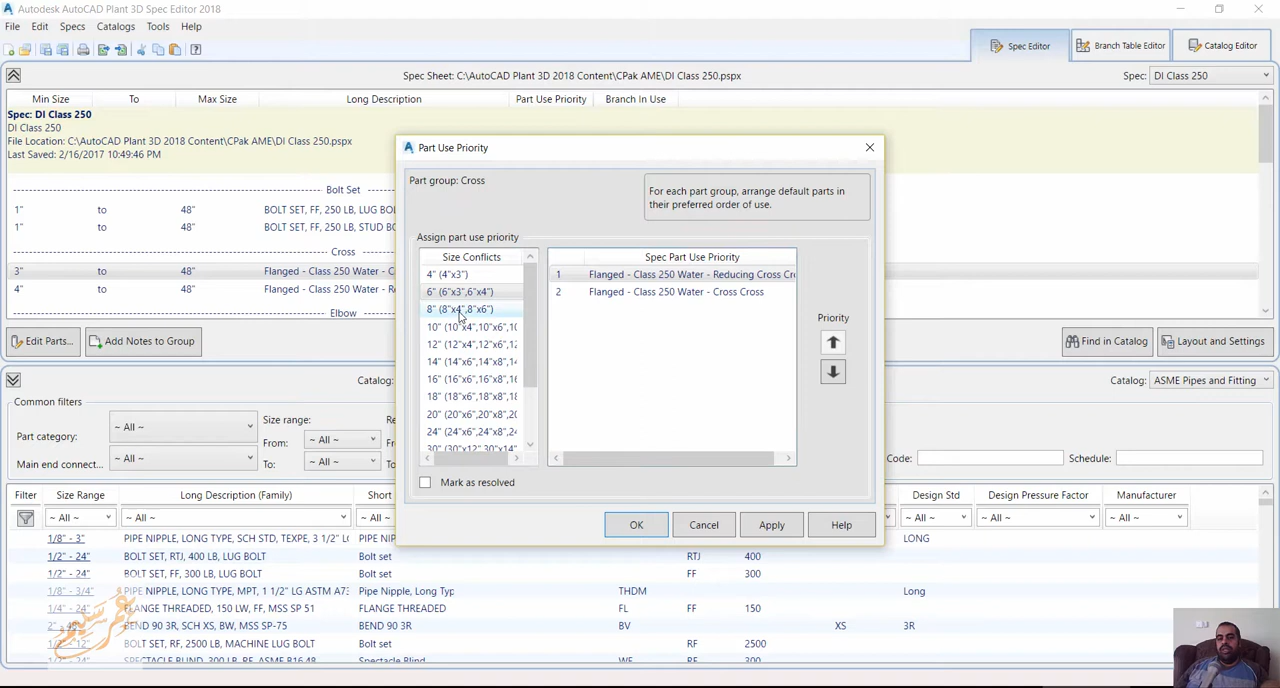 Autodesk AutoCAD Plant 3D Spec Editor 2018
File Edit Specs Catalogs Tools Help
Spec Editor Branch Table Editor Catalog Editor
Spec Sheet: C:\AutoCAD Plant 3D 2018 Content\CPak AME\DI Class 250.pspx
Spec: DI Class 250
Min Size To Max Size Long Description Part Use Priority Branch In Use
Spec: DI Class 250
DI Class 250
File Location: C:\AutoCAD Plant 3D 2018 Content\CPak AME\DI Class 250.pspx
Last Saved: 2/16/2017 10:49:46 PM
Bolt Set
1" to 48" BOLT SET, FF, 250 LB, LUG BOL
1" to 48" BOLT SET, FF, 250 LB, STUD BO
Cross
3" to 48" Flanged - Class 250 Water - C
4" to 48" Flanged - Class 250 Water - R
Elbow
Edit Parts... Add Notes to Group Find in Catalog Layout and Settings
Part Use Priority
Part group: Cross
For each part group, arrange default parts in
their preferred order of use.
Assign part use priority
Size Conflicts
4" (4"x3")
6" (6"x3",6"x4")
8" (8"x4",8"x6")
10" (10"x4",10"x6",10
12" (12"x4",12"x6",12
14" (14"x6",14"x8",14
16" (16"x6",16"x8",16
18" (18"x6",18"x8",18
20" (20"x6",20"x8",20
24" (24"x6",24"x8",24
30" (30"x12",30"x14"
Spec Part Use Priority
1 Flanged - Class 250 Water - Reducing Cross Cr
2 Flanged - Class 250 Water - Cross Cross
Priority
Mark as resolved
OK Cancel Apply Help
Catalog: Catalog: ASME Pipes and Fitting
Common filters
Part category: ~ All ~
Main end connect... ~ All ~
Size range:
From: ~ All ~
To: ~ All ~
Code: Schedule:
Filter Size Range Long Description (Family) Short Design Std Design Pressure Factor Manufacturer
~ All ~ ~ All ~ ~ All ~ ~ All ~ ~ All ~ ~ All ~
1/8" - 3" PIPE NIPPLE, LONG TYPE, SCH STD, TEXPE, 3 1/2" LG LONG
1/2" - 24" BOLT SET, RTJ, 400 LB, LUG BOLT Bolt set RTJ 400
1/2" - 24" BOLT SET, FF, 300 LB, LUG BOLT Bolt set FF 300
1/8" - 3/4" PIPE NIPPLE, LONG TYPE, MPT, 1 1/2" LG ASTM A73 Pipe Nipple, Long Typ THDM Long
1/4" - 24" FLANGE THREADED, 150 LW, FF, MSS SP 51 FLANGE THREADED FL FF 150
2" - 48" BEND 90 3R, SCH XS, BW, MSS SP-75 BEND 90 3R BV XS 3R
1/2" - 12" BOLT SET, RF, 2500 LB, MACHINE LUG BOLT Bolt set RF 2500
1/2" - 24" SPECTACLE BLIND, 300 LB, RF, ASME B16.48 Spectacle Blind WF RF 300